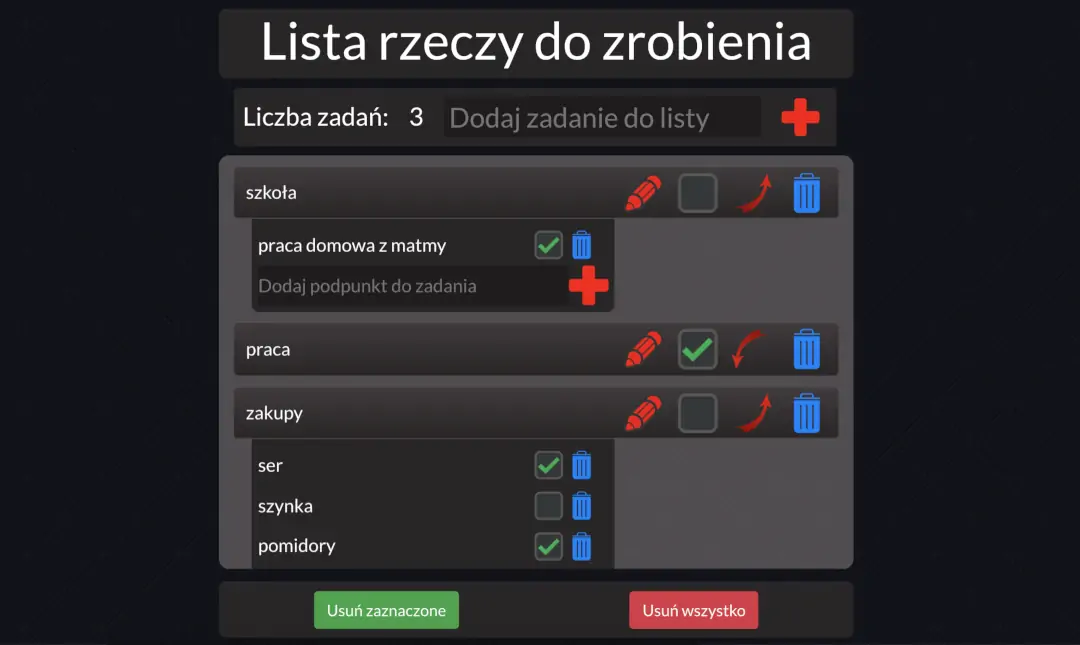 Lista rzeczy do zrobienia
Liczba zadań: 3 Dodaj zadanie do listy
szkoła
praca domowa z matmy
Dodaj podpunkt do zadania
praca
zakupy
ser
szynka
pomidory
Usuń zaznaczone Usuń wszystko